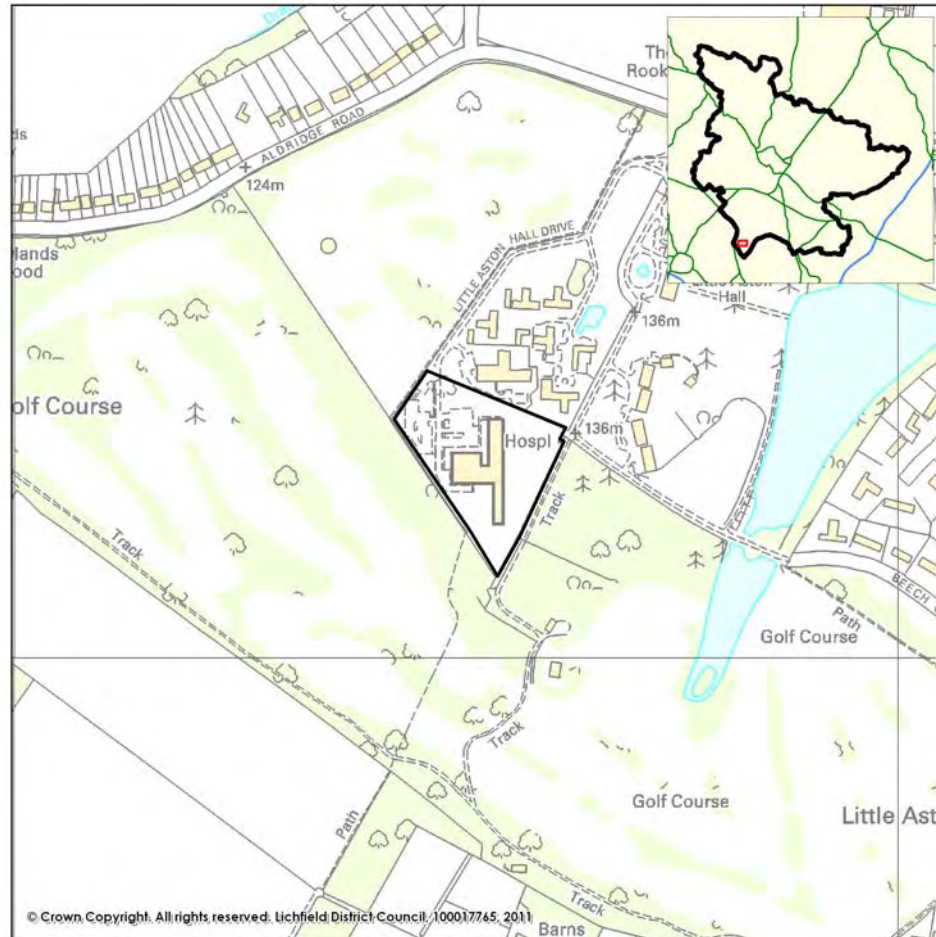 The
Rook
ALDRIDGE ROAD
124m
lands
ood
LITTLE ASTON HALL DRIVE
Hall
136m
olf Course
Hospl
136m
Track
Track
BEECH
Path
Golf Course
Track
Golf Course
Little Ast
Path
Track
Barns
© Crown Copyright. All rights reserved. Lichfield District Council, 100017765, 2011